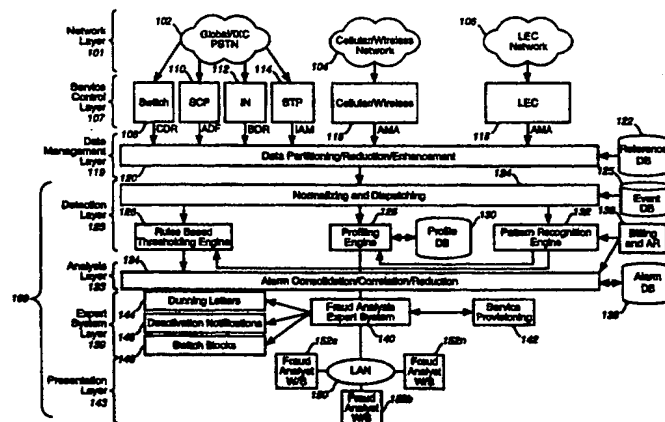 Network Layer 101
102
Global/IXC PSTN
104
Cellular/Wireless Network
106
LEC Network
Service Control Layer 107
110
112
114
Switch
SCP
IN
STP
Cellular/Wireless
LEC
108
116
118
CDR
ADF
BDR
IAM
AMA
AMA
122
Reference DB
Data Management Layer 119
Data Partitioning/Reduction/Enhancement
120
124
Normalizing and Dispatching
Event DB
Detection Layer 123
126
Rules Based Thresholding Engine
Profiling Engine
130
Profile DB
132
Pattern Recognition Engine
Billing and AR
Analysis Layer 133
134
Alarm Consolidation/Correlation/Reduction
Alarm DB
138
Expert System Layer 139
144
Dunning Letters
Deactivation Notifications
Switch Blocks
Fraud Analysis Expert System
140
Service Provisioning
142
Presentation Layer 143
152a
Fraud Analyst W/S
LAN
150
152n
Fraud Analyst W/S
Fraud Analyst W/S
152b